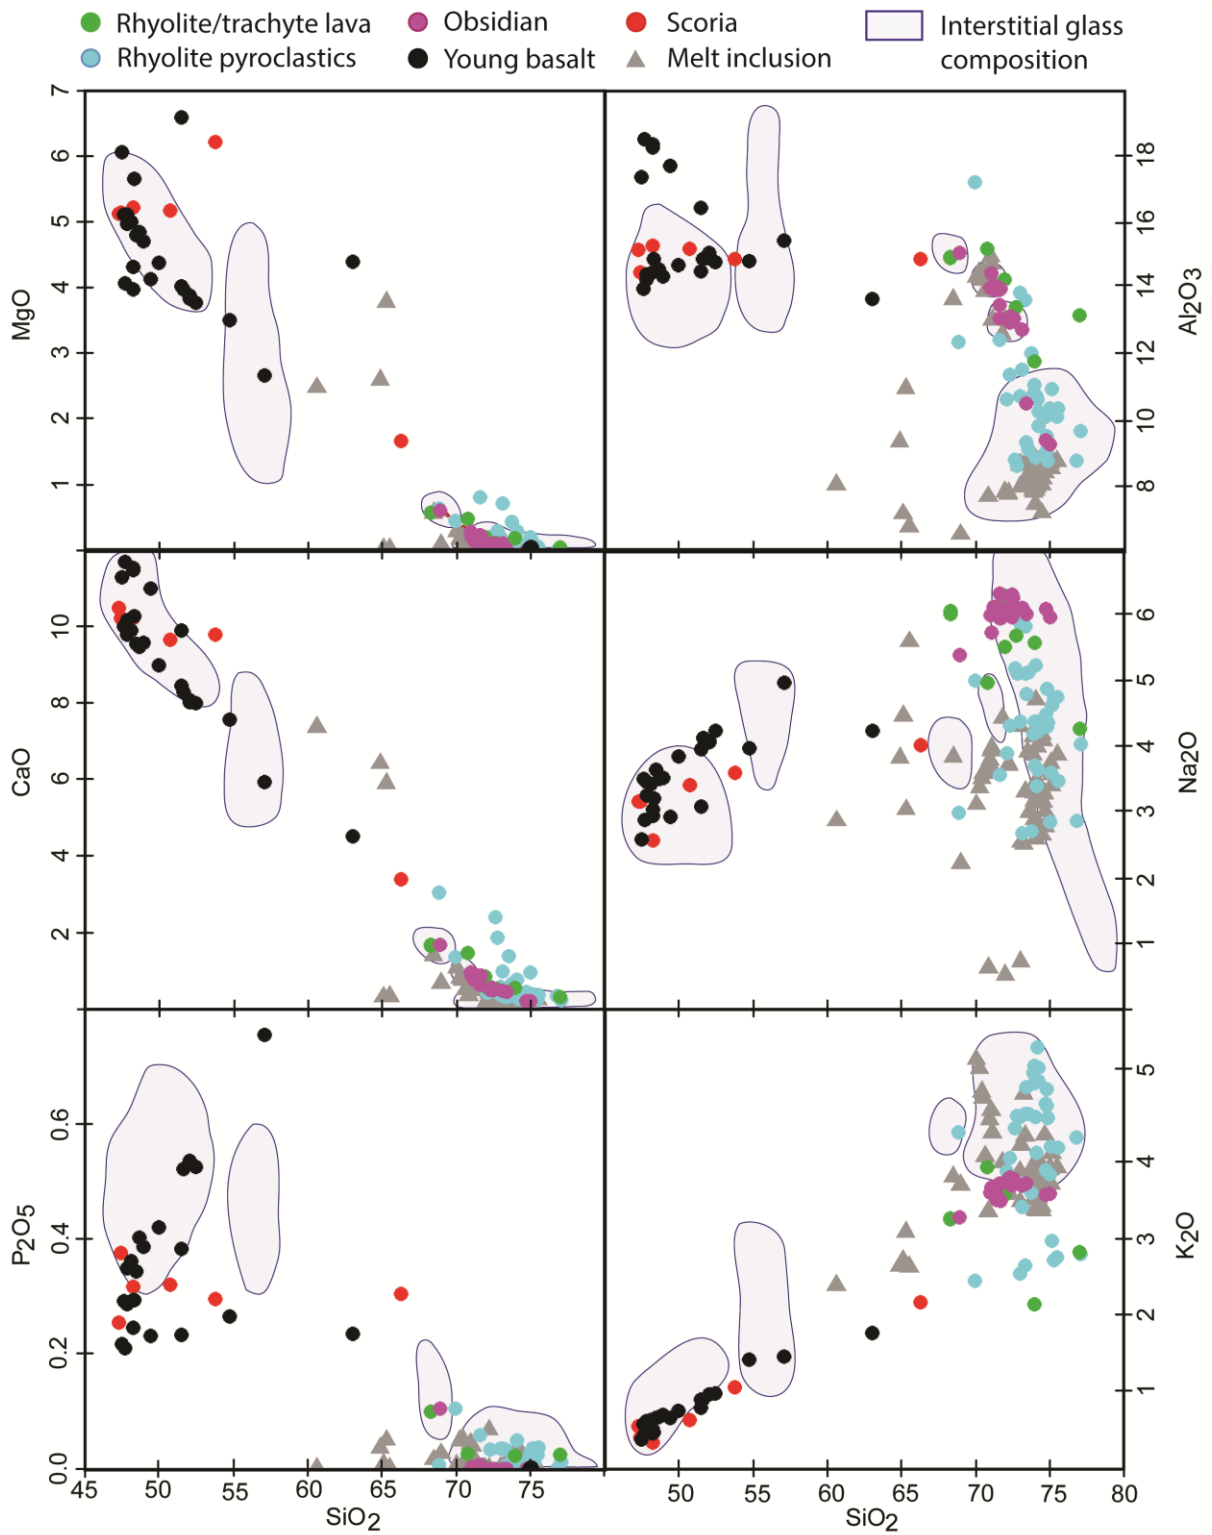 Rhyolite/trachyte lava
Obsidian
Scoria
Interstitial glass
composition
Rhyolite pyroclastics
Young basalt
Melt inclusion
7
6
5
4
3
2
1
MgO
18
16
14
12
10
8
Al2O3
10
8
6
4
2
CaO
6
5
4
3
2
1
Na2O
0.6
0.4
0.2
0.0
P2O5
5
4
3
2
1
K2O
45 50 55 60 65 70 75
50 55 60 65 70 75 80
SiO2
SiO2